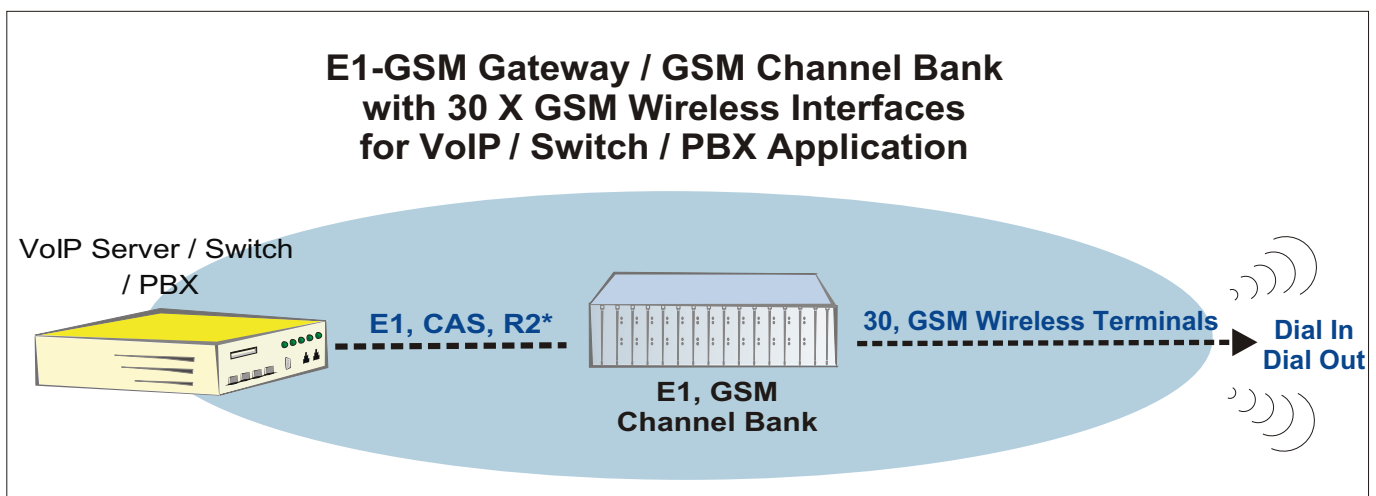 E1-GSM Gateway / GSM Channel Bank
with 30 X GSM Wireless Interfaces
for VoIP / Switch / PBX Application
VoIP Server / Switch
/ PBX
E1, CAS, R2*
30, GSM Wireless Terminals
Dial In
Dial Out
E1, GSM
Channel Bank